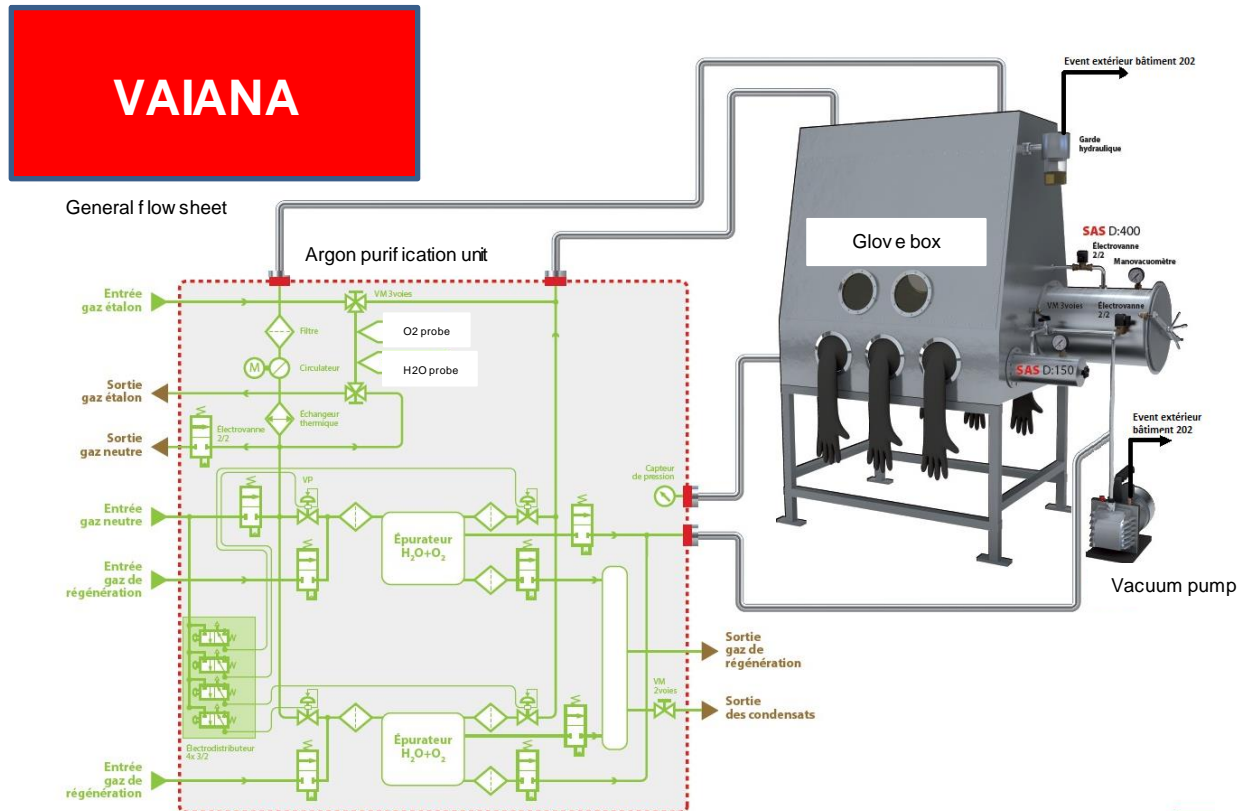 VAIANA
General flow sheet
Argon purification unit
Event extérieur bâtiment 202
Garde
hydraulique
Glove box
SAS D:400
Électrovanne
2/2
Manovacuomètre
VM 3voies
Électrovanne
2/2
SAS D:150
Event extérieur
bâtiment 202
Vacuum pump
Entrée
gaz étalon
VM 3voies
Filtre
O2 probe
H2O probe
M
Circulateur
Sortie
gaz étalon
Échangeur
thermique
Électrovanne
2/2
Sortie
gaz neutre
Capteur
de pression
VP
Entrée
gaz neutre
Épurateur
H₂O+O₂
Entrée
gaz de
régénération
Sortie
gaz de
régénération
VM
2voies
Sortie
des condensats
Épurateur
H₂O+O₂
Électrodistributeur
4x 3/2
Entrée
gaz de
régénération